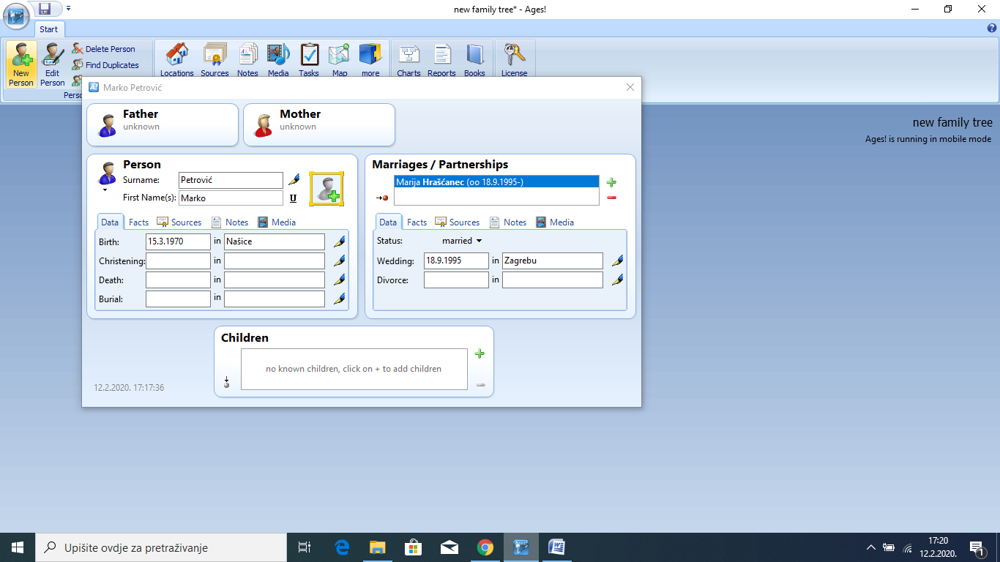 new family tree* - Ages!
Start
New Person
Edit Person
Delete Person
Find Duplicates
Locations
Sources
Notes
Media
Tasks
Map
more
Charts
Reports
Books
License
Marko Petrović
Father
unknown
Mother
unknown
new family tree
Ages! is running in mobile mode
Person
Surname: Petrović
First Name(s): Marko U
Data Facts Sources Notes Media
Birth: 15.3.1970 in Našice
Christening: in
Death: in
Burial: in
Marriages / Partnerships
Marija Hrašćanec (oo 18.9.1995-)
Data Facts Sources Notes Media
Status: married
Wedding: 18.9.1995 in Zagrebu
Divorce: in
Children
no known children, click on + to add children
12.2.2020. 17:17:36
Upišite ovdje za pretraživanje
17:20
12.2.2020.
1